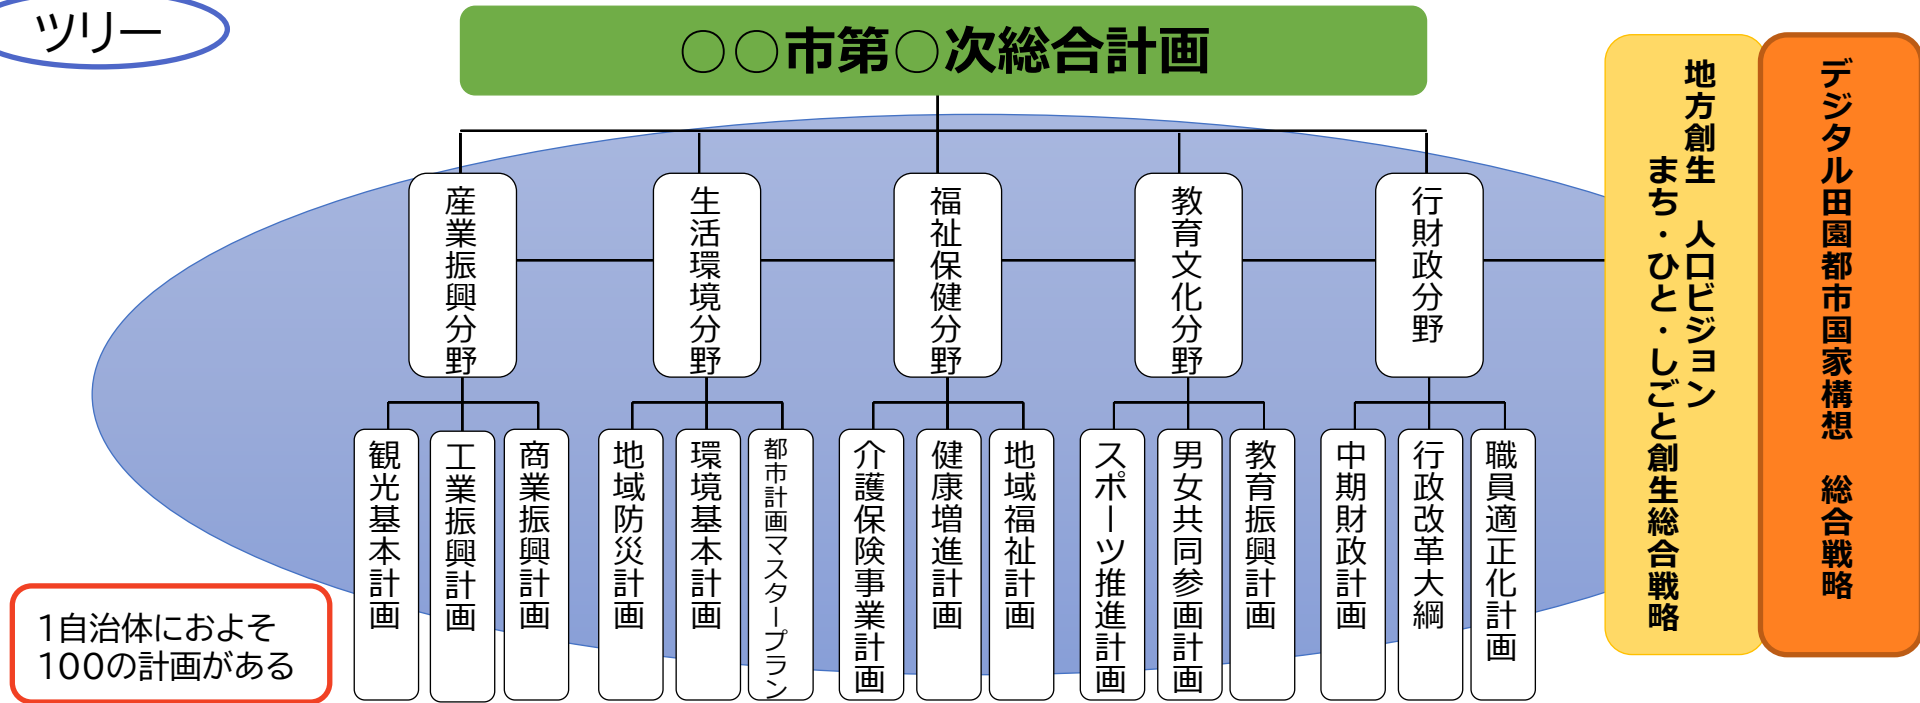 ツリー
○○市第○次総合計画
産業振興分野
生活環境分野
福祉保健分野
教育文化分野
行財政分野
観光基本計画
工業振興計画
商業振興計画
地域防災計画
環境基本計画
都市計画マスタープラン
介護保険事業計画
健康増進計画
地域福祉計画
スポーツ推進計画
男女共同参画計画
教育振興計画
中期財政計画
行政改革大綱
職員適正化計画
地方創生　人口ビジョン
まち・ひと・しごと創生総合戦略
デジタル田園都市国家構想　総合戦略
1自治体におよそ
100の計画がある